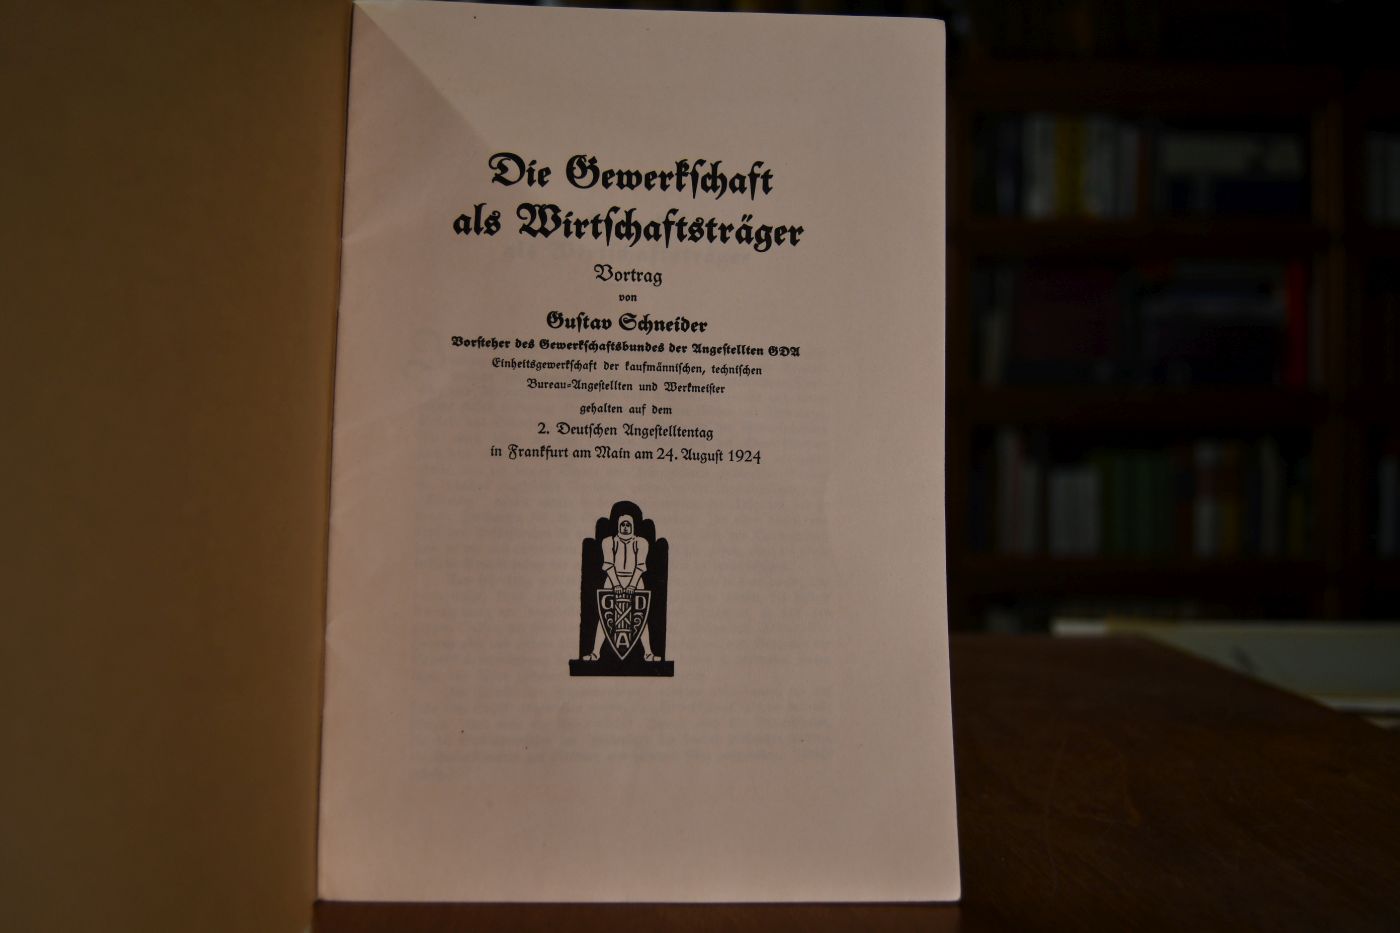 Die Gewerkſchaft
als Wirtſchaftsträger
Vortrag
von
Guſtav Schneider
Vorſteher des Gewerkſchaftsbundes der Angeſtellten GDA
Einheitsgewerkſchaft der kaufmänniſchen, techniſchen
Bureau=Angeſtellten und Werkmeiſter
gehalten auf dem
2. Deutſchen Angeſtelltentag
in Frankfurt am Main am 24. Auguſt 1924
G D
A